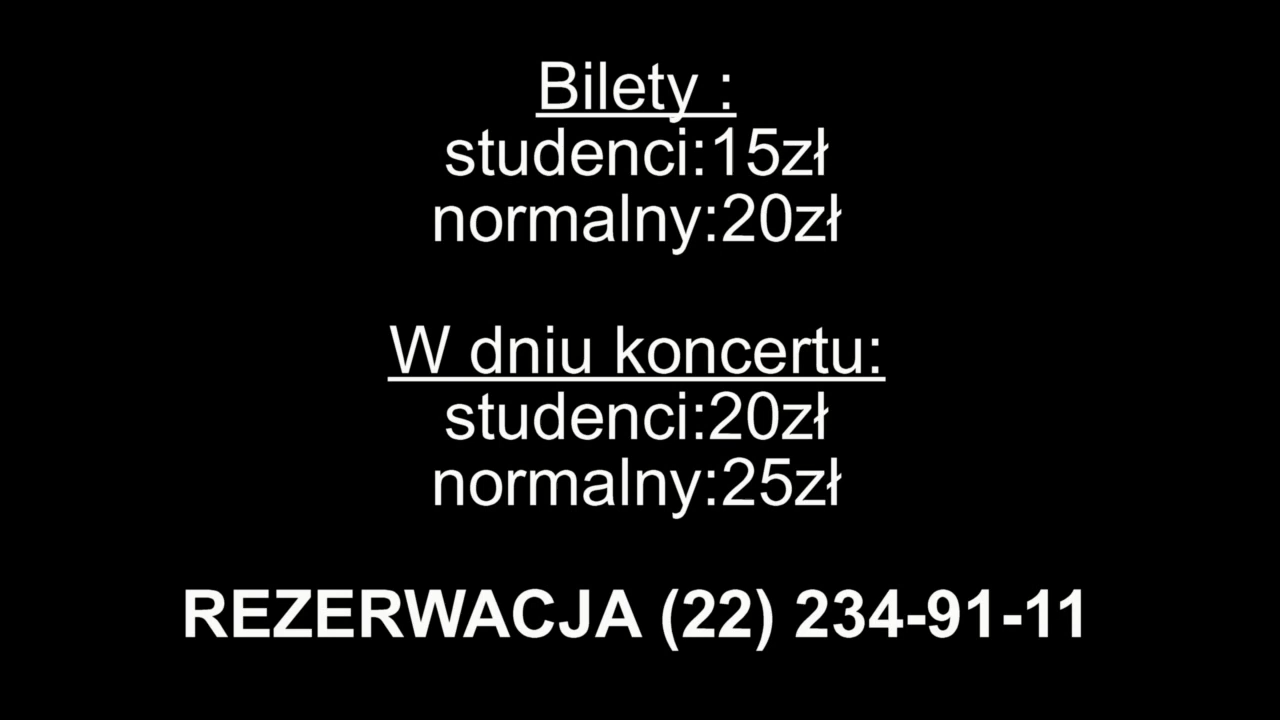 Bilety :
studenci:15zł
normalny:20zł
W dniu koncertu:
studenci:20zł
normalny:25zł
REZERWACJA (22) 234-91-11